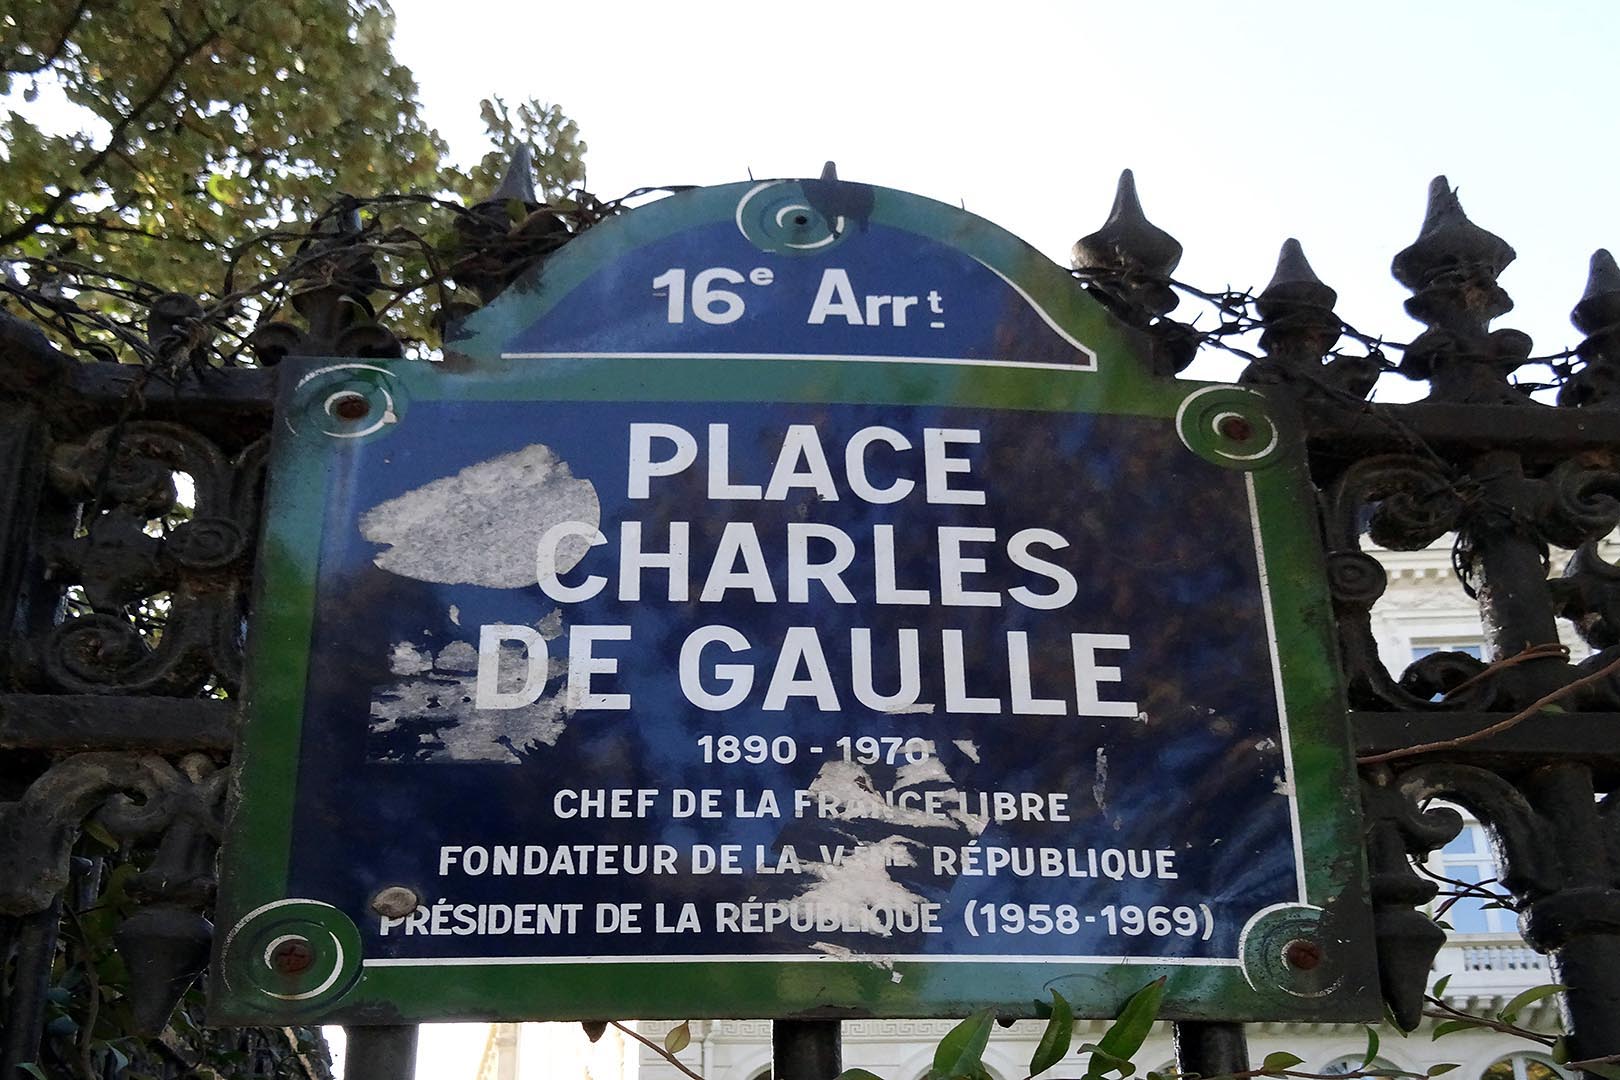 16e Arrt
PLACE
CHARLES
DE GAULLE
1890 - 1970
CHEF DE LA FRANCE LIBRE
FONDATEUR DE LA VÈME RÉPUBLIQUE
PRÉSIDENT DE LA RÉPUBLIQUE (1958-1969)